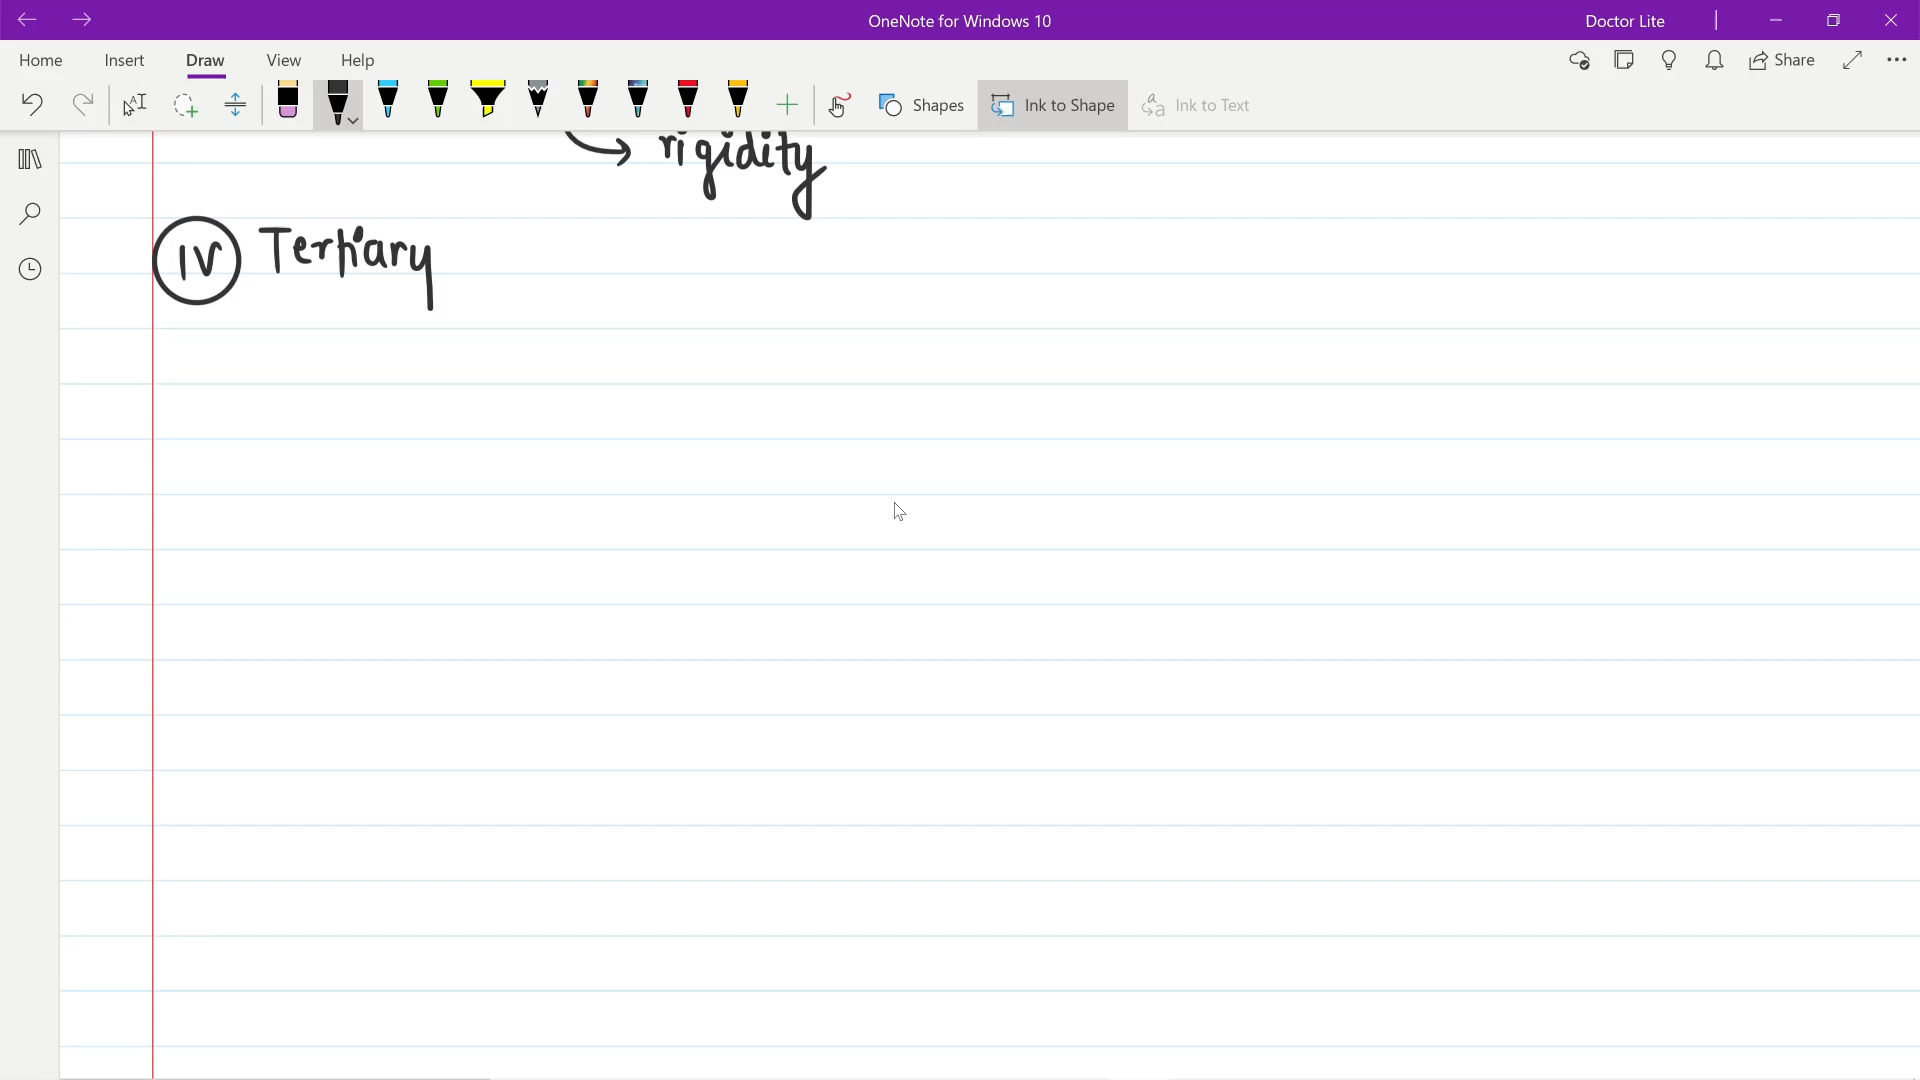 OneNote for Windows 10
Doctor Lite
Home Insert Draw View Help
Share
Shapes
Ink to Shape
Ink to Text
rigidity
IV Tertiary